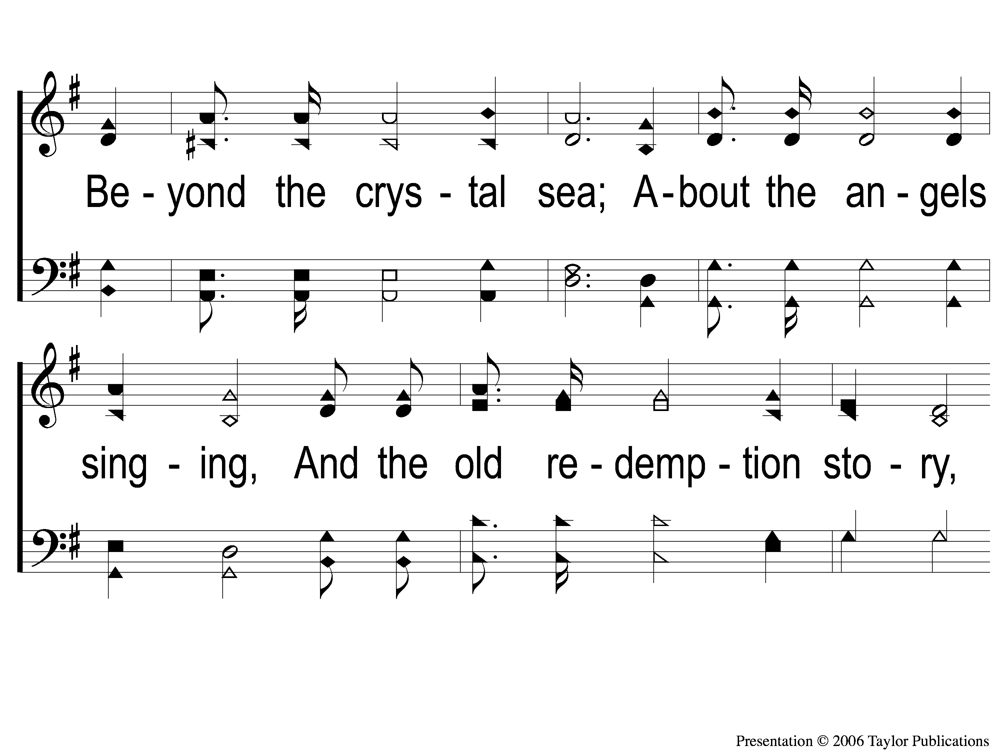 Be - yond the crys - tal sea; A - bout the an - gels
sing - ing, And the old re - demp - tion sto - ry,
Presentation © 2006 Taylor Publications